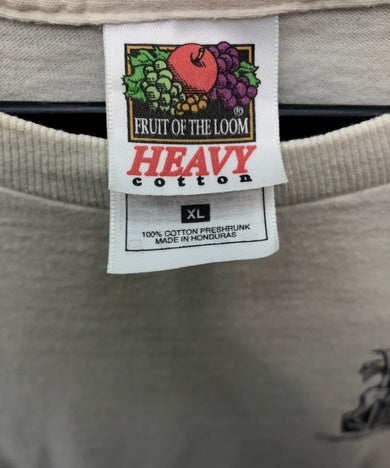 ®
FRUIT OF THE LOOM
HEAVY
cotton
XL
100% COTTON PRESHRUNK
MADE IN HONDURAS